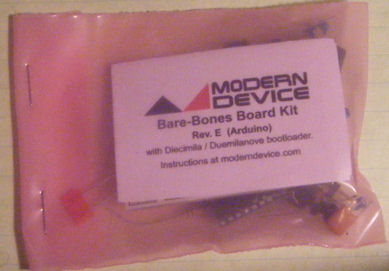 MODERN
DEVICE
Bare-Bones Board Kit
Rev. E (Arduino)
with Diecimila / Duemilanove bootloader.
Instructions at moderndevice.com